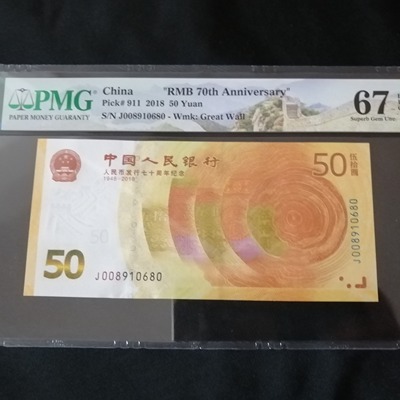 PMG
PAPER MONEY GUARANTY
China "RMB 70th Anniversary"
Pick# 911 2018 50 Yuan
S/N J008910680 - Wmk: Great Wall
67
Superb Gem Unc
中国人民银行
人民币发行七十周年纪念
1948-2018
50 伍拾圆
50
J008910680
J008910680